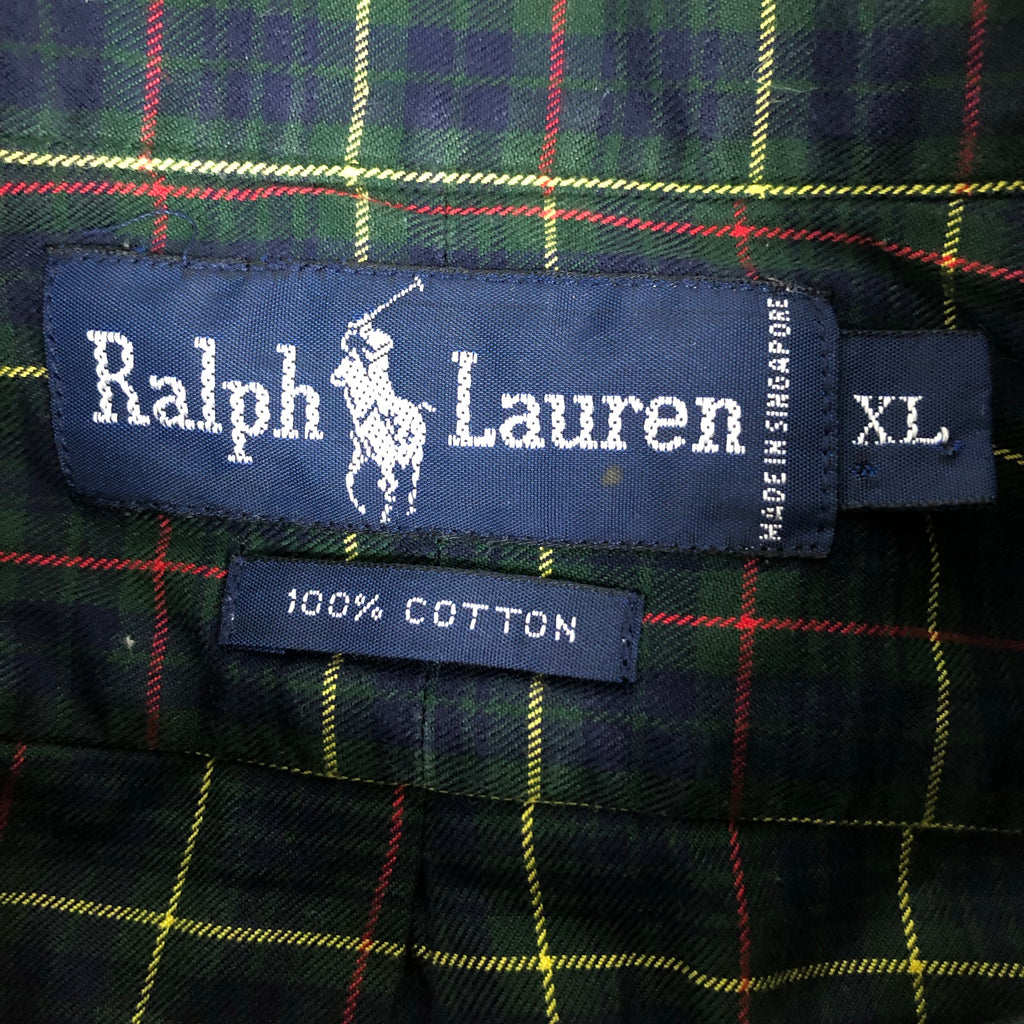 Ralph Lauren
MADE IN SINGAPORE
XL
100% COTTON